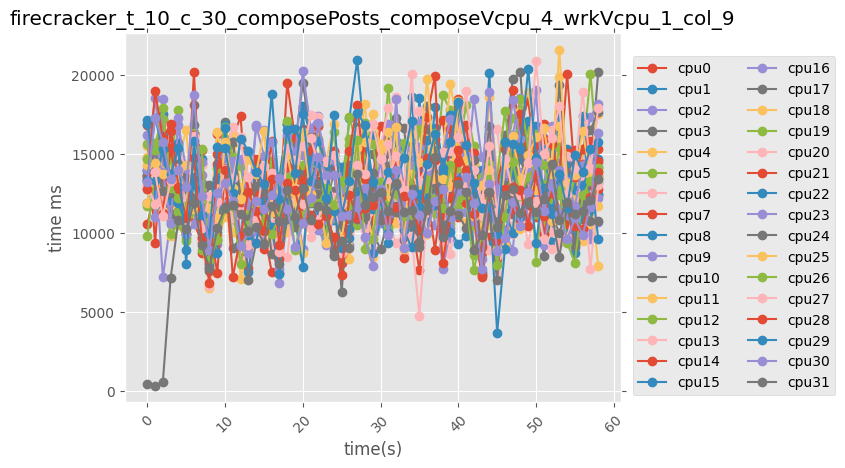 firecracker_t_10_c_30_composePosts_composeVcpu_4_wrkVcpu_1_col_9
time ms
20000
15000
10000
5000
0
0
10
20
30
40
50
60
time(s)
cpu0
cpu1
cpu2
cpu3
cpu4
cpu5
cpu6
cpu7
cpu8
cpu9
cpu10
cpu11
cpu12
cpu13
cpu14
cpu15
cpu16
cpu17
cpu18
cpu19
cpu20
cpu21
cpu22
cpu23
cpu24
cpu25
cpu26
cpu27
cpu28
cpu29
cpu30
cpu31